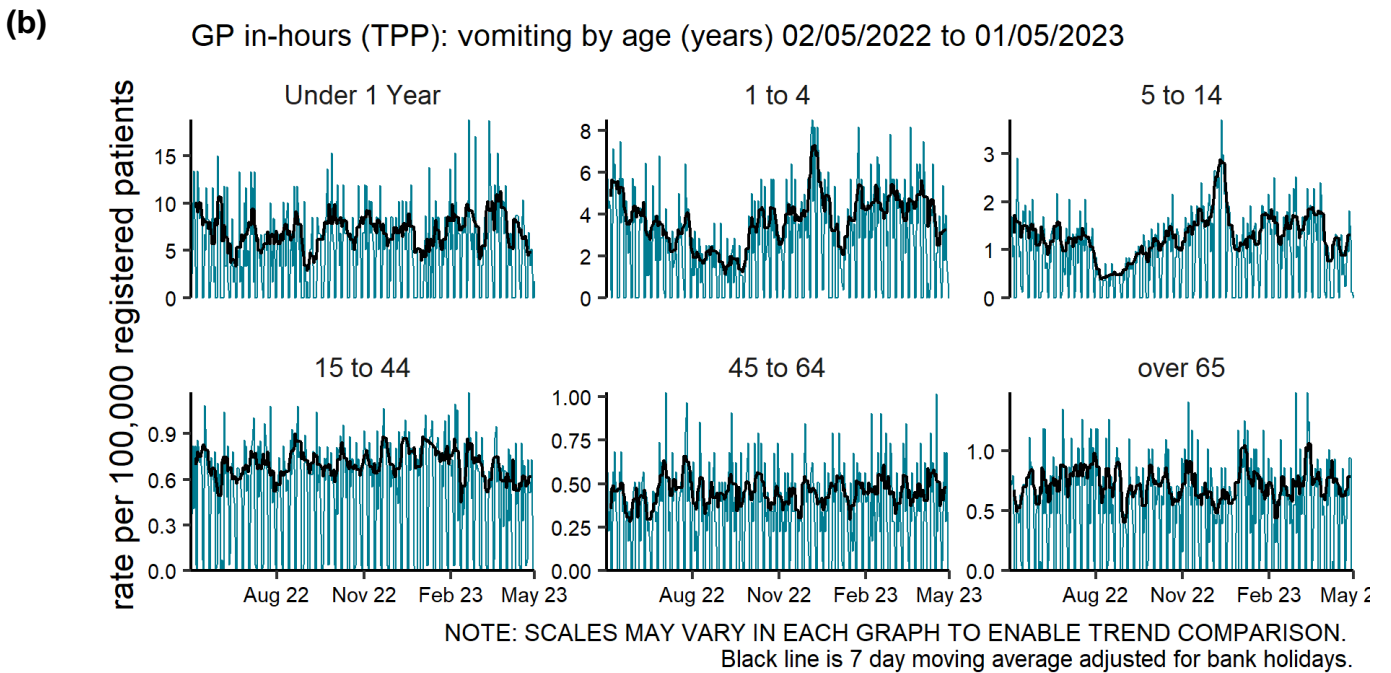 (b)
GP in-hours (TPP): vomiting by age (years) 02/05/2022 to 01/05/2023
rate per 100,000 registered patients
Under 1 Year
1 to 4
5 to 14
15
10
5
0
8
6
4
2
0
3
2
1
0
15 to 44
45 to 64
over 65
0.9
0.6
0.3
0.0
1.00
0.75
0.50
0.25
0.00
1.0
0.5
0.0
Aug 22 Nov 22 Feb 23 May 23
Aug 22 Nov 22 Feb 23 May 23
Aug 22 Nov 22 Feb 23 May 2
NOTE: SCALES MAY VARY IN EACH GRAPH TO ENABLE TREND COMPARISON.
Black line is 7 day moving average adjusted for bank holidays.